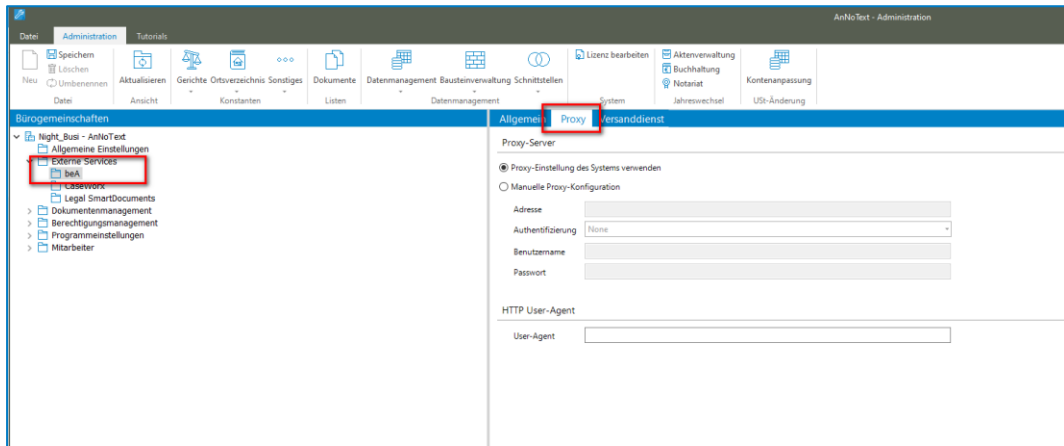 AnNoText - Administration
Datei Administration Tutorials
Speichern
Löschen
Umbenennen
Neu
Aktualisieren
Gerichte Ortsverzeichnis Sonstiges
Dokumente
Datenmanagement Bausteinverwaltung Schnittstellen
Lizenz bearbeiten
Aktenverwaltung
Buchhaltung
Notariat
Kontenanpassung
Datei Ansicht Konstanten Listen Datenmanagement System Jahreswechsel USt-Änderung
Bürogemeinschaften
Night_Busi - AnNoText
Allgemeine Einstellungen
Externe Services
beA
CaseWorx
Legal SmartDocuments
Dokumentenmanagement
Berechtigungsmanagement
Programmeinstellungen
Mitarbeiter
Allgemein Proxy Versanddienst
Proxy-Server
Proxy-Einstellung des Systems verwenden
Manuelle Proxy-Konfiguration
Adresse
Authentifizierung None
Benutzername
Passwort
HTTP User-Agent
User-Agent